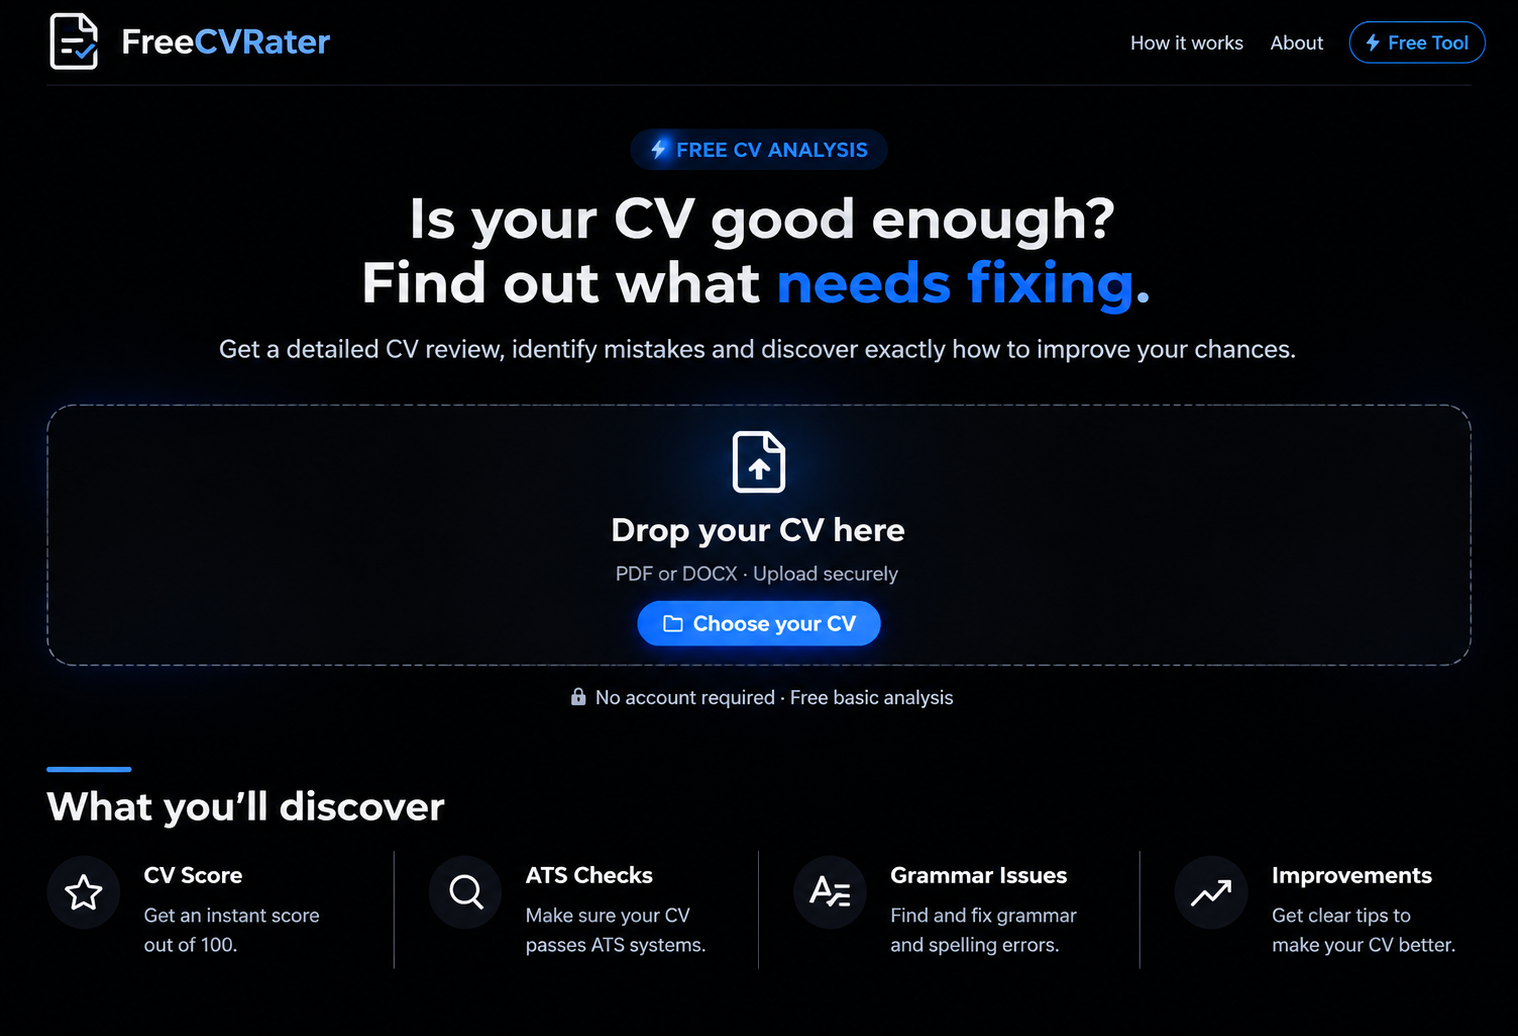 FreeCVRater
How it works
About
Free Tool
FREE CV ANALYSIS
Is your CV good enough?
Find out what needs fixing.
Get a detailed CV review, identify mistakes and discover exactly how to improve your chances.
Drop your CV here
PDF or DOCX · Upload securely
Choose your CV
No account required · Free basic analysis
What you’ll discover
CV Score
Get an instant score
out of 100.
ATS Checks
Make sure your CV
passes ATS systems.
Grammar Issues
Find and fix grammar
and spelling errors.
Improvements
Get clear tips to
make your CV better.